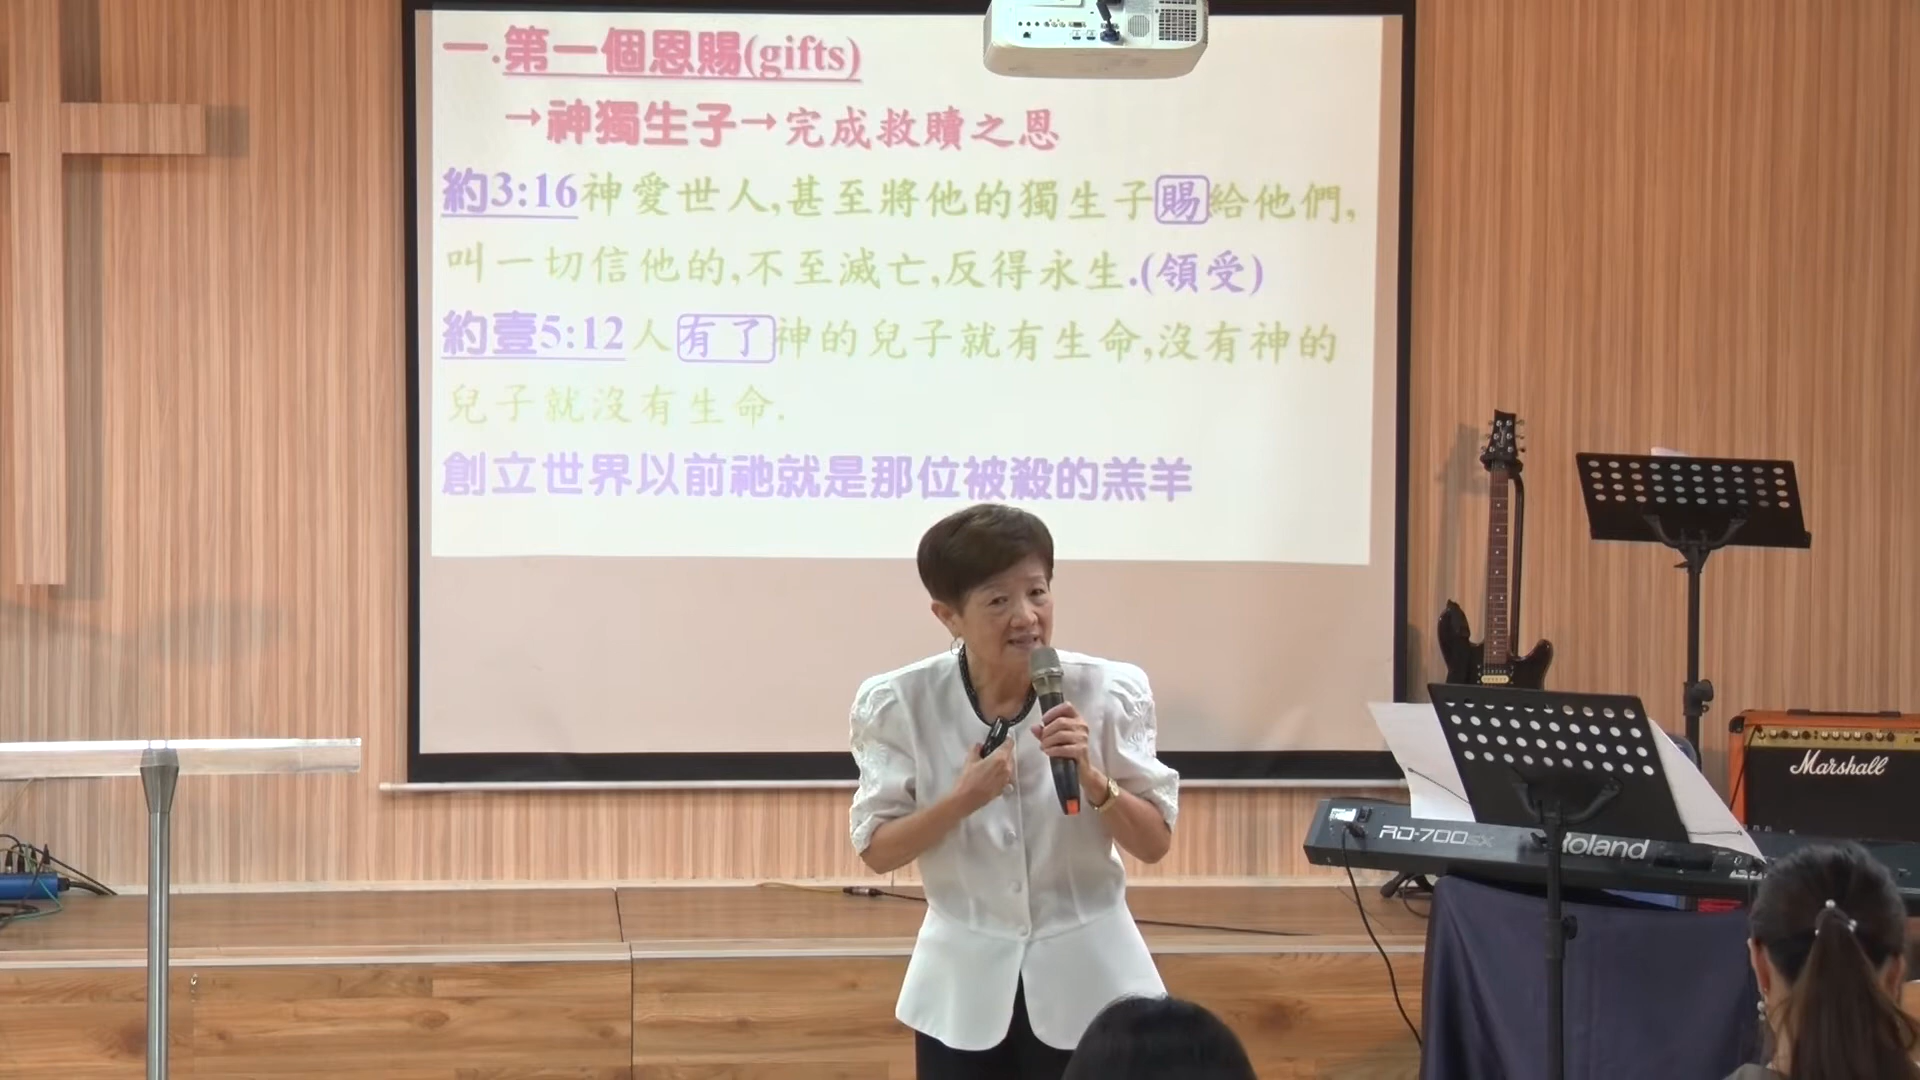 一.第一個恩賜(gifts)
→神獨生子→完成救贖之恩
約3:16神愛世人,甚至將他的獨生子賜給他們,
叫一切信他的,不至滅亡,反得永生.(領受)
約壹5:12人有了神的兒子就有生命,沒有神的
兒子就沒有生命.
創立世界以前祂就是那位被殺的羔羊
Marshall
RD-700SX
Roland